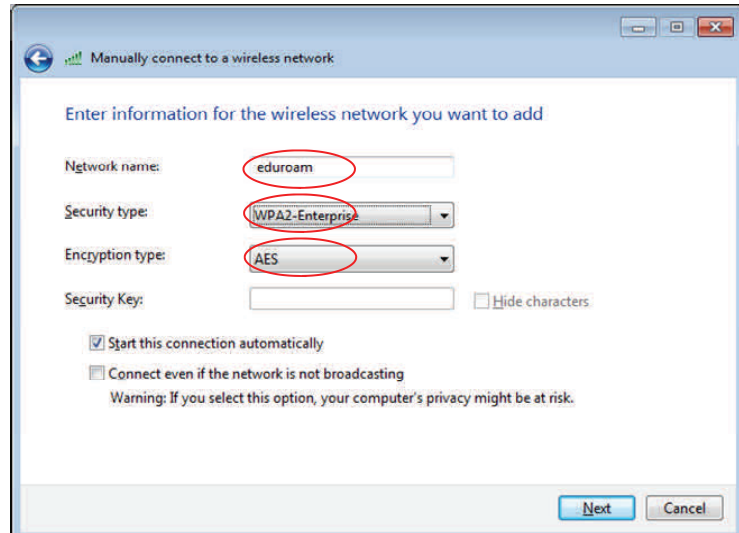 Manually connect to a wireless network
Enter information for the wireless network you want to add
Network name: eduroam
Security type: WPA2-Enterprise
Encryption type: AES
Security Key: Hide characters
Start this connection automatically
Connect even if the network is not broadcasting
Warning: If you select this option, your computer's privacy might be at risk.
Next Cancel